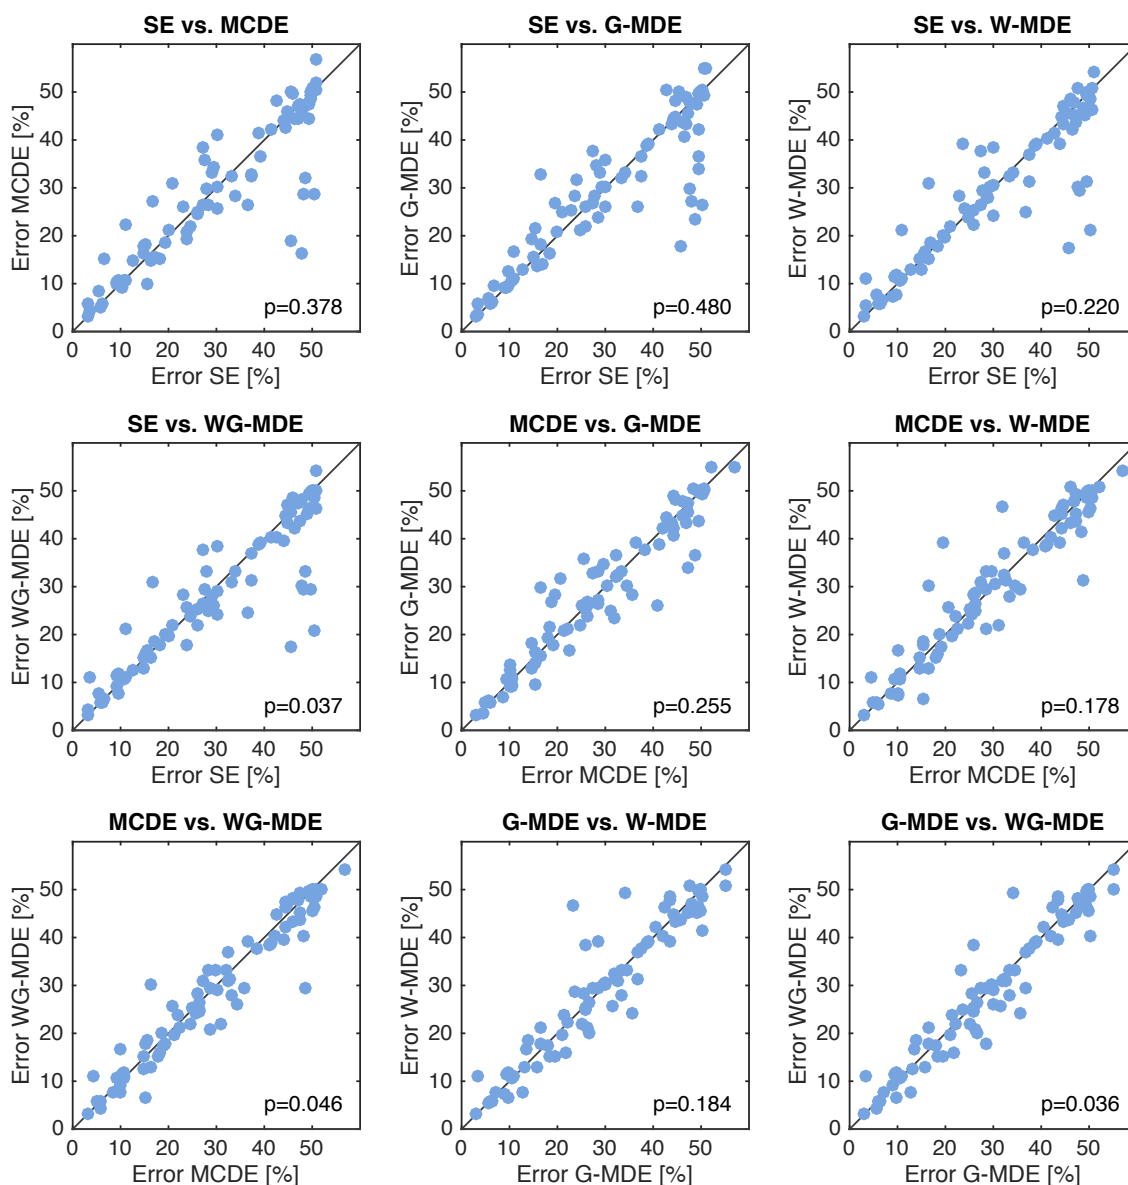 SE vs. MCDE
SE vs. G-MDE
SE vs. W-MDE
Error MCDE [%]
50
40
30
20
10
0
p=0.378
0 10 20 30 40 50
Error SE [%]
Error G-MDE [%]
50
40
30
20
10
0
p=0.480
0 10 20 30 40 50
Error SE [%]
Error W-MDE [%]
50
40
30
20
10
0
p=0.220
0 10 20 30 40 50
Error SE [%]
SE vs. WG-MDE
MCDE vs. G-MDE
MCDE vs. W-MDE
Error WG-MDE [%]
50
40
30
20
10
0
p=0.037
0 10 20 30 40 50
Error SE [%]
Error G-MDE [%]
50
40
30
20
10
0
p=0.255
0 10 20 30 40 50
Error MCDE [%]
Error W-MDE [%]
50
40
30
20
10
0
p=0.178
0 10 20 30 40 50
Error MCDE [%]
MCDE vs. WG-MDE
G-MDE vs. W-MDE
G-MDE vs. WG-MDE
Error WG-MDE [%]
50
40
30
20
10
0
p=0.046
0 10 20 30 40 50
Error MCDE [%]
Error W-MDE [%]
50
40
30
20
10
0
p=0.184
0 10 20 30 40 50
Error G-MDE [%]
Error WG-MDE [%]
50
40
30
20
10
0
p=0.036
0 10 20 30 40 50
Error G-MDE [%]